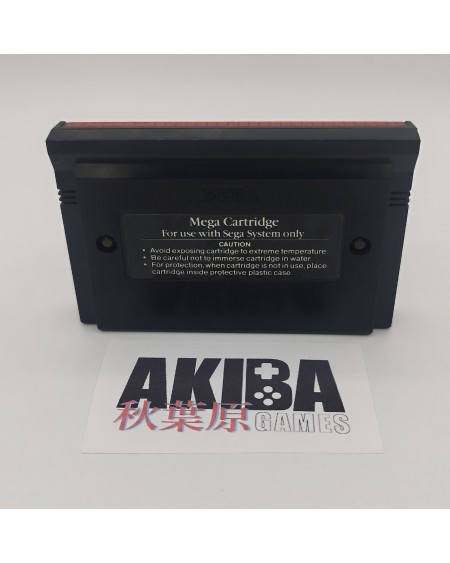 Mega Cartridge
For use with Sega System only
CAUTION
• Avoid exposing cartridge to extreme temperature.
• Be careful not to immerse cartridge in water.
• For protection, when cartridge is not in use, place
cartridge inside protective plastic case.
AKIBA
秋葉原 GAMES